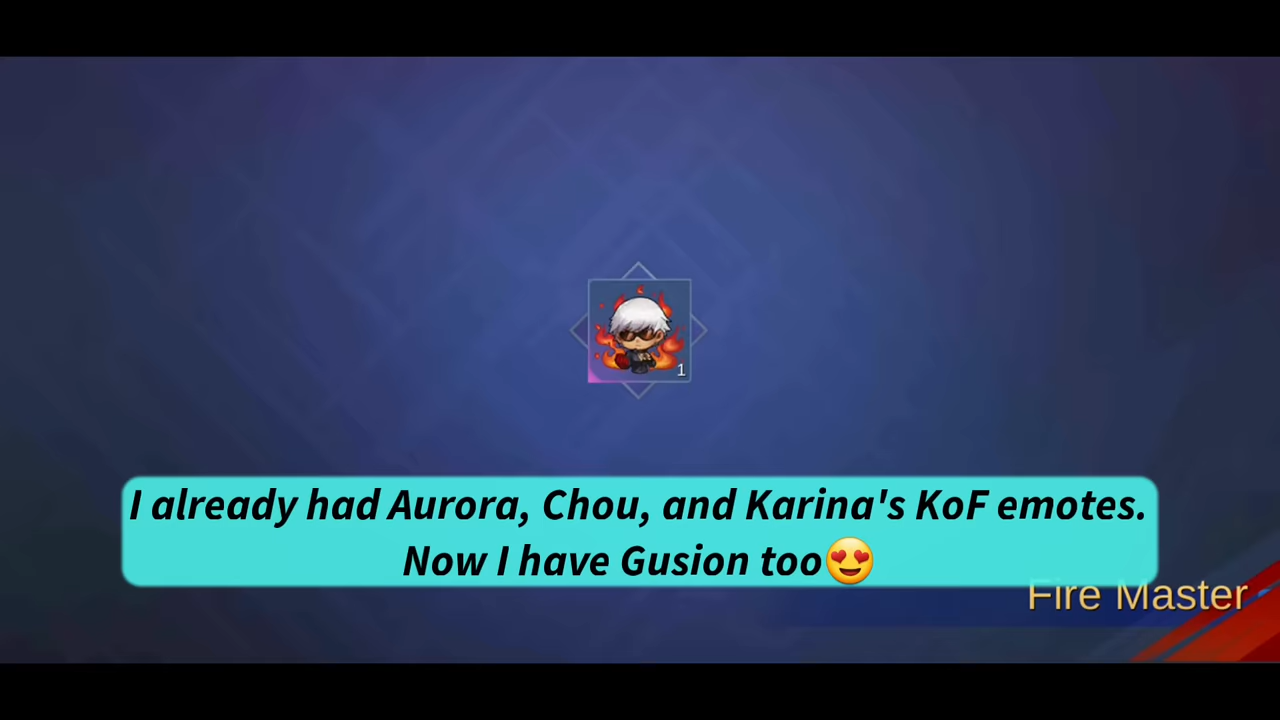 1
I already had Aurora, Chou, and Karina's KoF emotes.
Now I have Gusion too😍
Fire Master